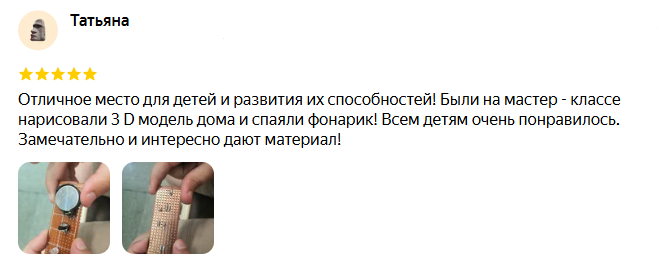 Татьяна
Отличное место для детей и развития их способностей! Были на мастер - классе
нарисовали 3 D модель дома и спаяли фонарик! Всем детям очень понравилось.
Замечательно и интересно дают материал!